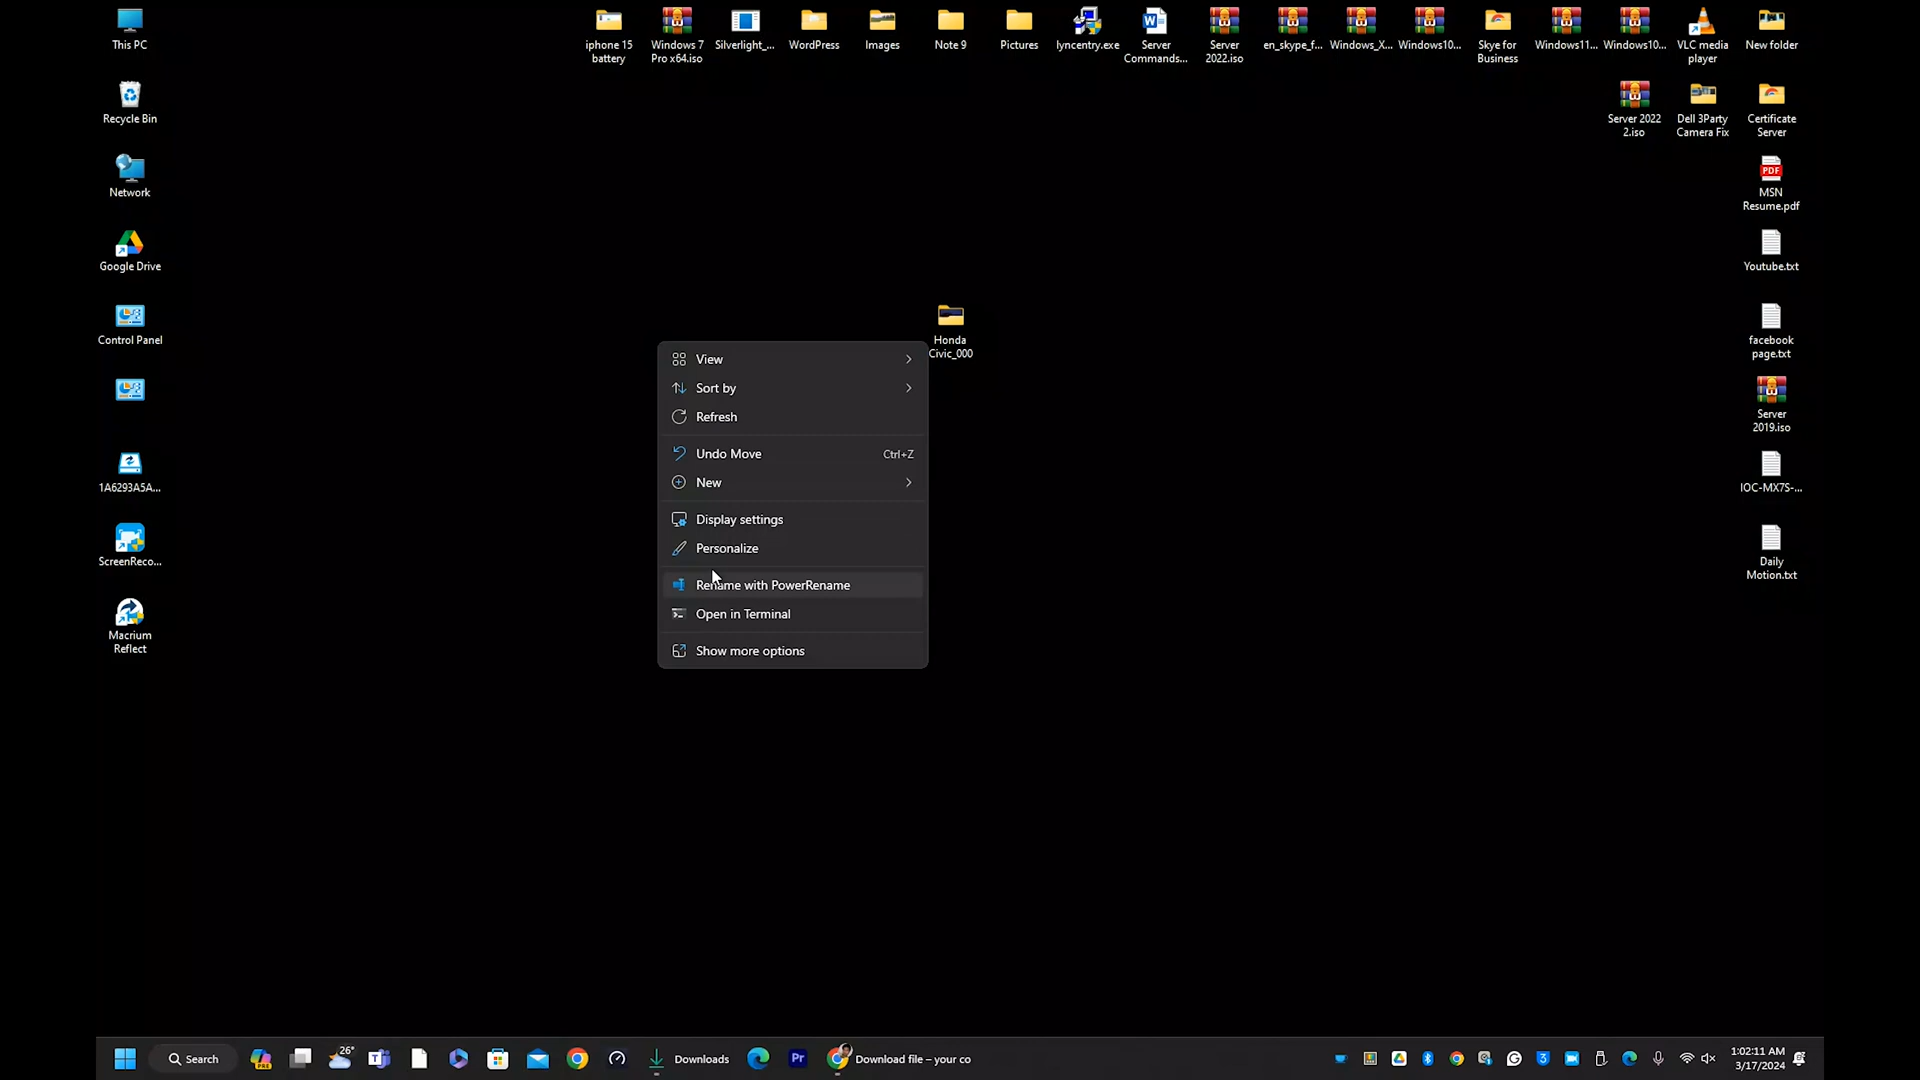 This PC
iphone 15
battery
Windows 7
Pro x64.iso
Silverlight_...
WordPress
Images
Note 9
Pictures
lyncentry.exe
Server
Commands...
Server
2022.iso
en_skype_f...
Windows_X...
Windows10...
Skye for
Business
Windows11...
Windows10...
VLC media
player
New folder
Recycle Bin
Server 2022
2.iso
Dell 3Party
Camera Fix
Certificate
Server
Network
PDF
MSN
Resume.pdf
Google Drive
Youtube.txt
Control Panel
Honda
Civic_000
facebook
page.txt
View
Sort by
Refresh
Undo Move Ctrl+Z
New
Display settings
Personalize
Rename with PowerRename
Open in Terminal
Show more options
Server
2019.iso
1A6293A5A...
IOC-MX7S-...
ScreenReco...
Daily
Motion.txt
Macrium
Reflect
Search
PRE
26°
Downloads
Pr
Download file – your co
1:02:11 AM
3/17/2024